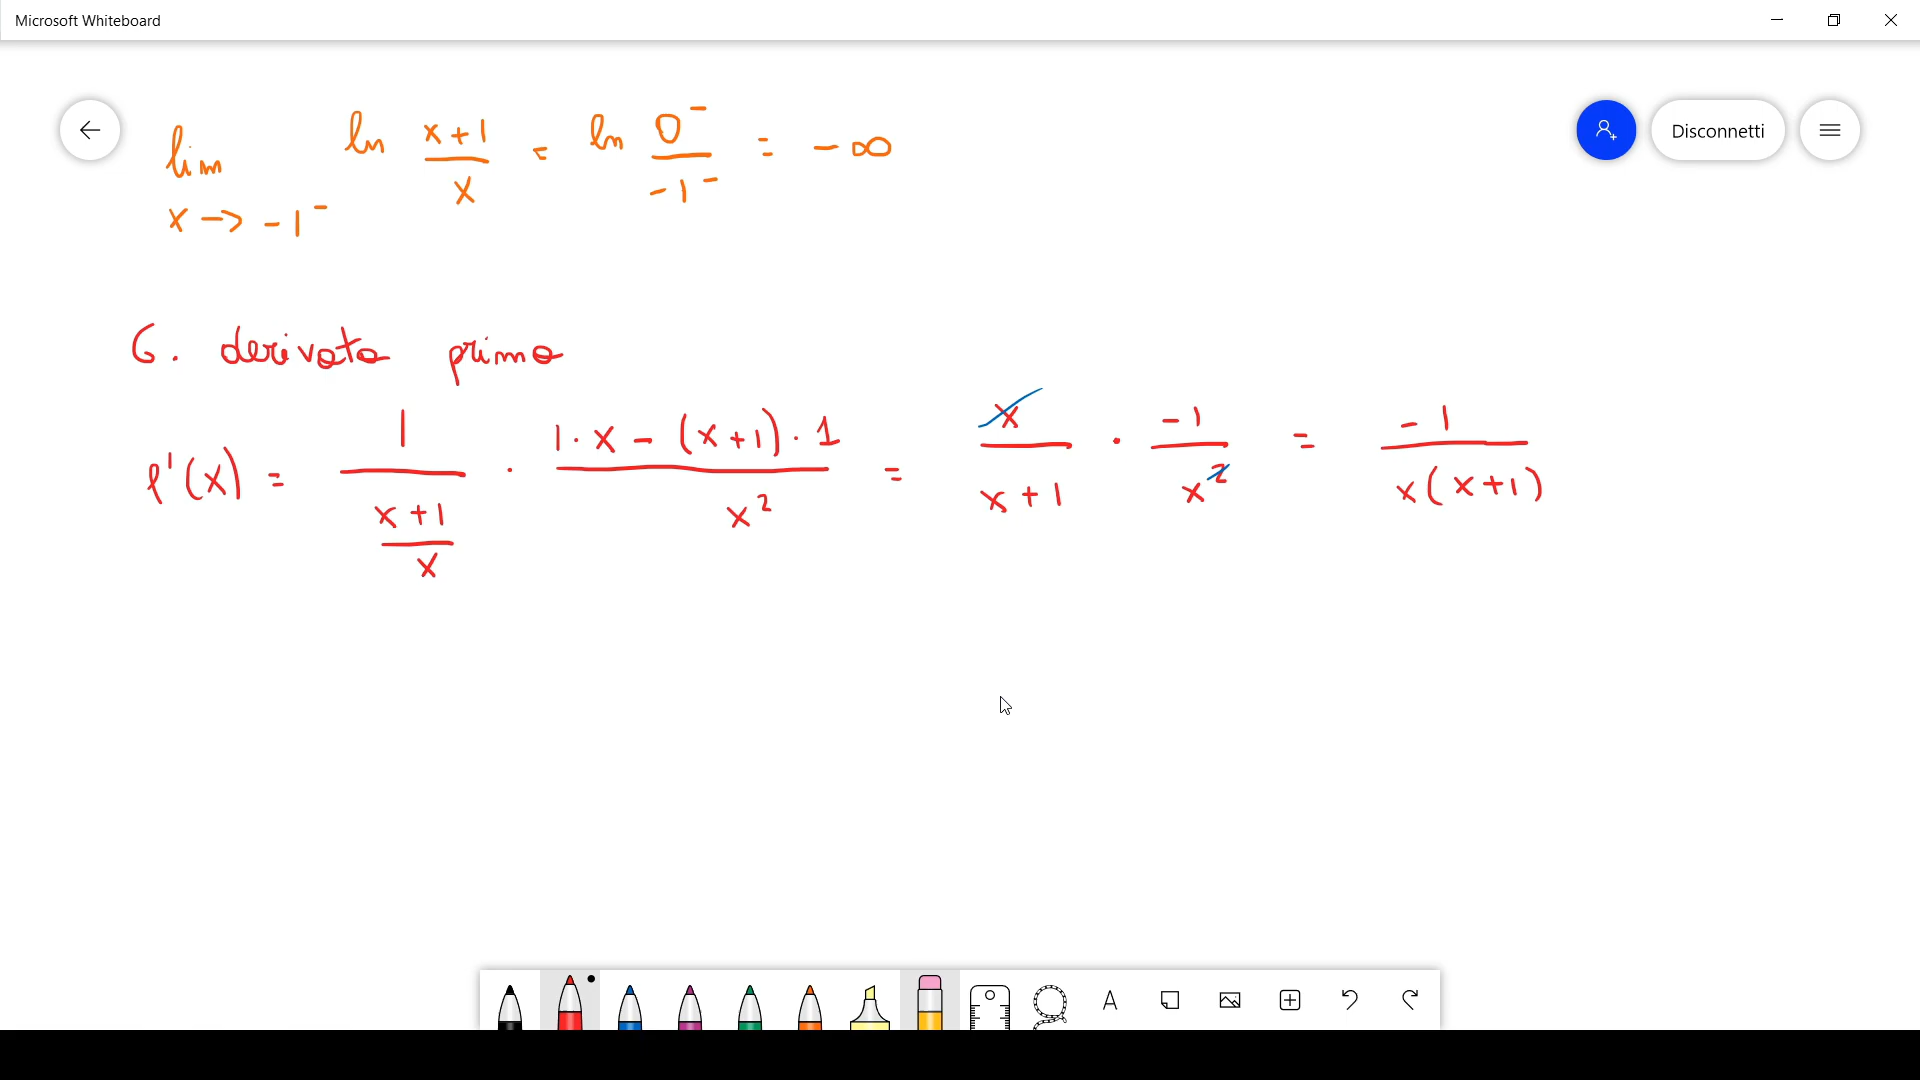 Microsoft Whiteboard
Disconnetti
lim x → -1⁻ ln (x+1)/x = ln 0⁻/-1⁻ = -∞
6. derivata prima
f'(x) = 1/((x+1)/x) · (1·x - (x+1)·1)/x² = x/(x+1) · -1/x² = -1/(x(x+1))